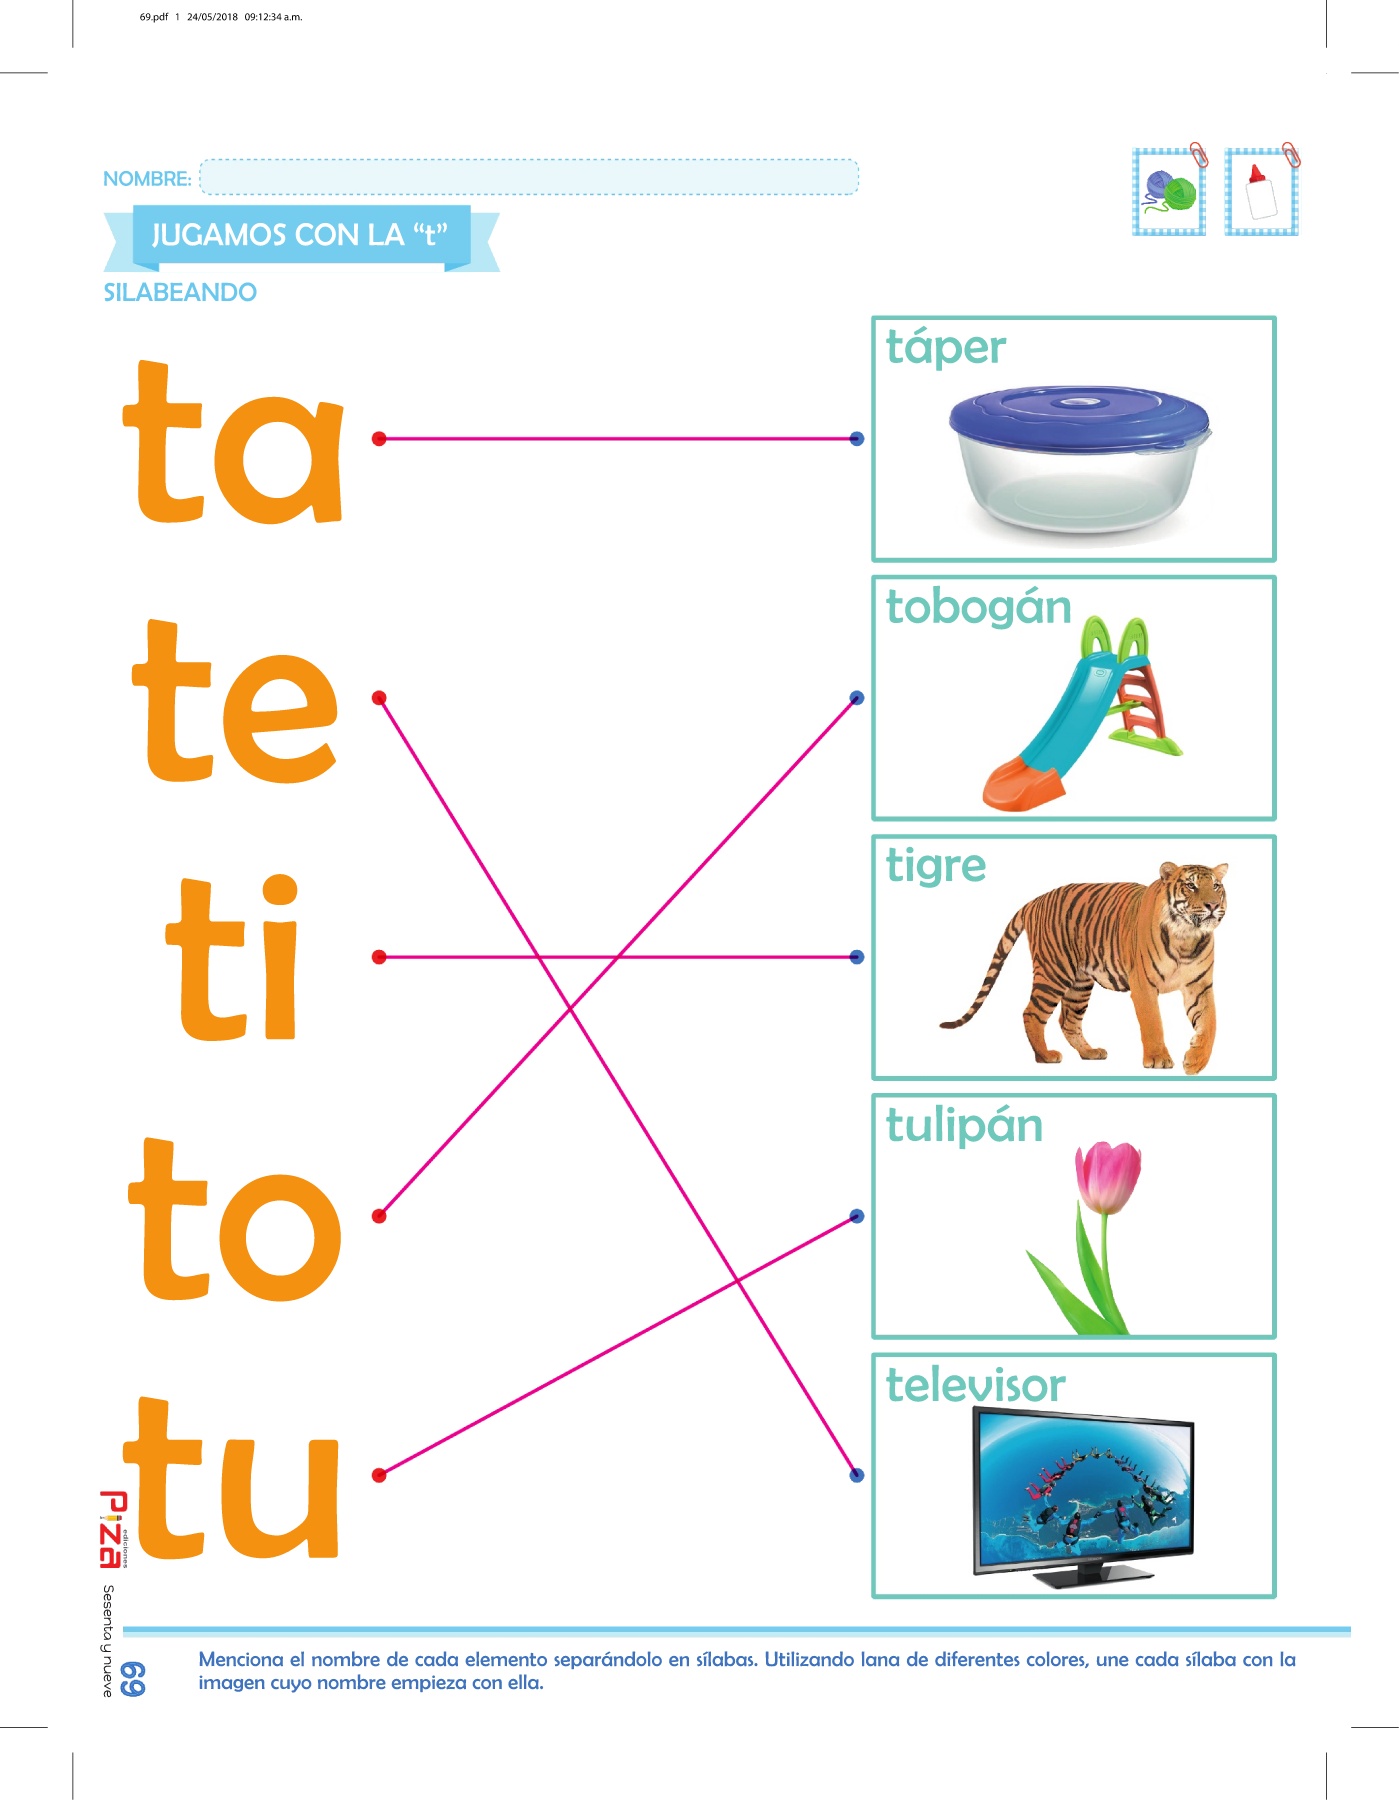 69.pdf 1 24/05/2018 09:12:34 a.m.
NOMBRE:
JUGAMOS CON LA “t”
SILABEANDO
ta
táper
te
tobogán
ti
tigre
to
tulipán
tu
televisor
Piza
ediciones
Sesenta y nueve
69
Menciona el nombre de cada elemento separándolo en sílabas. Utilizando lana de diferentes colores, une cada sílaba con la
imagen cuyo nombre empieza con ella.